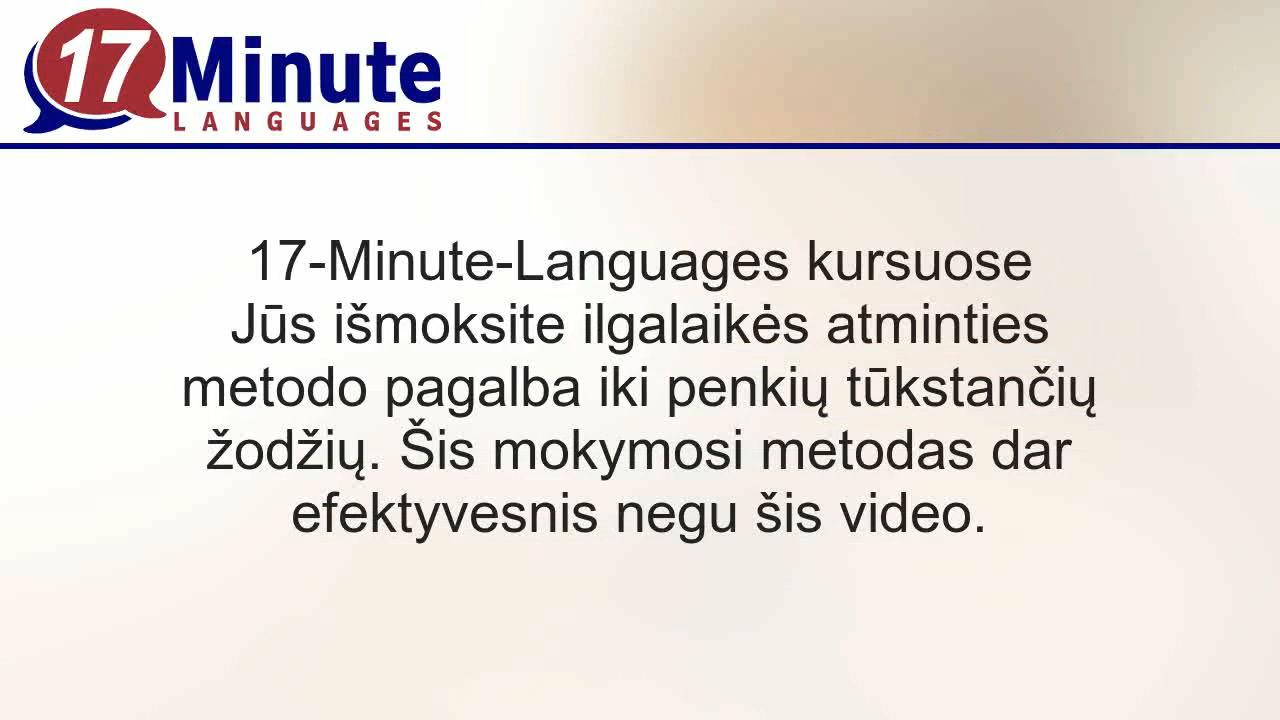 17 Minute
LANGUAGES
17-Minute-Languages kursuose
Jūs išmoksite ilgalaikės atminties
metodo pagalba iki penkių tūkstančių
žodžių. Šis mokymosi metodas dar
efektyvesnis negu šis video.